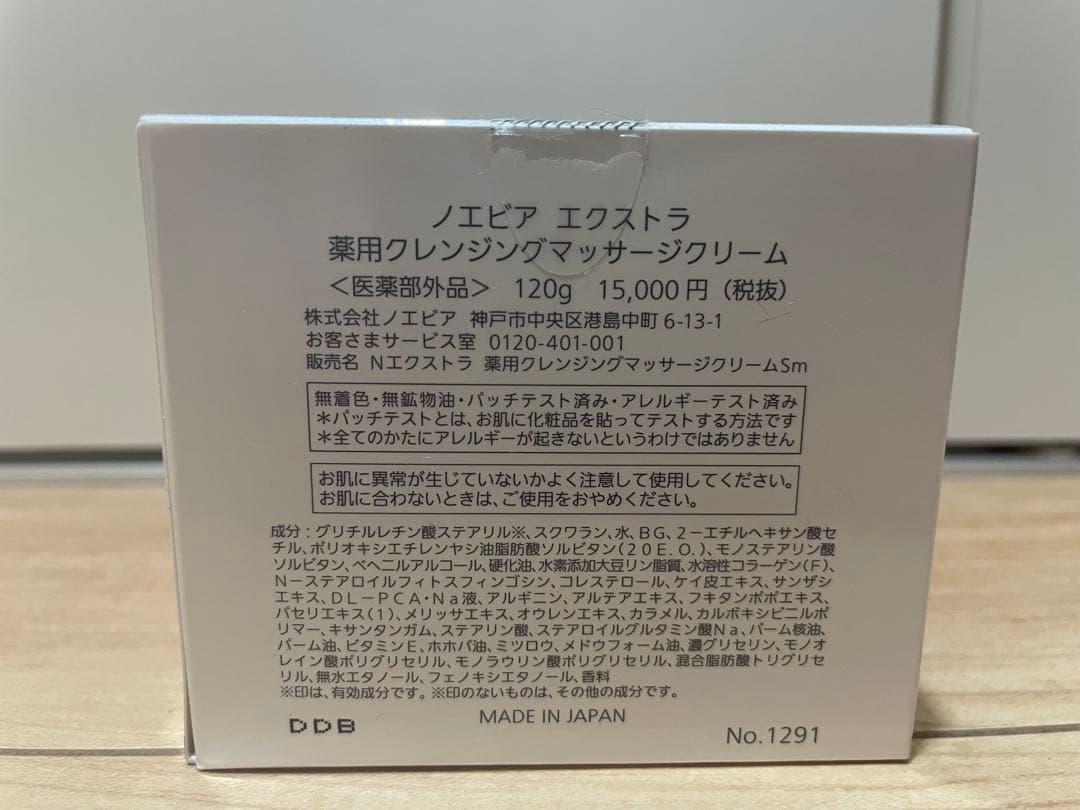 ノエビア エクストラ
薬用クレンジングマッサージクリーム
<医薬部外品> 120g 15,000円(税抜)
株式会社ノエビア 神戸市中央区港島中町 6-13-1
お客さまサービス室 0120-401-001
販売名 Nエクストラ 薬用クレンジングマッサージクリームSm
無着色・無鉱物油・パッチテスト済み・アレルギーテスト済み
*パッチテストとは、お肌に化粧品を貼ってテストする方法です
*全てのかたにアレルギーが起きないというわけではありません
お肌に異常が生じていないかよく注意して使用してください。
お肌に合わないときは、ご使用をおやめください。
成分:グリチルレチン酸ステアリル※、スクワラン、水、BG、2-エチルヘキサン酸セ
チル、ポリオキシエチレンヤシ油脂肪酸ソルビタン(20E.O.)、モノステアリン酸
ソルビタン、ベヘニルアルコール、硬化油、水素添加大豆リン脂質、水溶性コラーゲン(F)、
N-ステアロイルフィトスフィンゴシン、コレステロール、ケイ皮エキス、サンザシ
エキス、DL-PCA・Na液、アルギニン、アルテアエキス、フキタンポポエキス、
パセリエキス(1)、メリッサエキス、オウレンエキス、カラメル、カルボキシビニルポ
リマー、キサンタンガム、ステアリン酸、ステアロイルグルタミン酸Na、パーム核油、
パーム油、ビタミンE、ホホバ油、ミツロウ、メドウフォーム油、濃グリセリン、モノオ
レイン酸ポリグリセリル、モノラウリン酸ポリグリセリル、混合脂肪酸トリグリセ
リル、無水エタノール、フェノキシエタノール、香料
※印は、有効成分です。※印のないものは、その他の成分です。
DDB
MADE IN JAPAN
No.1291